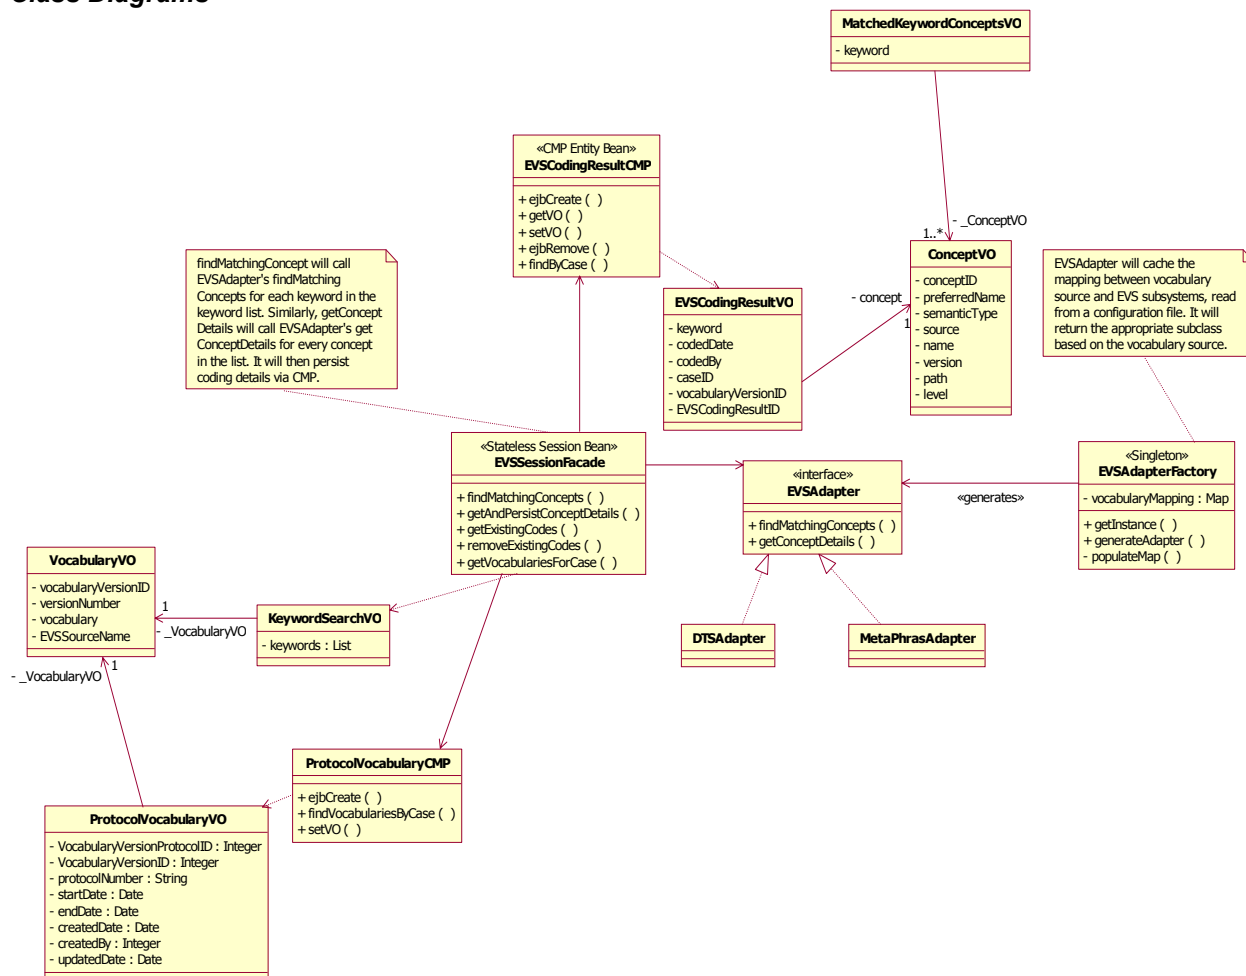 Class Diagrams
MatchedKeywordConceptsVO
- keyword
- _ConceptVO
1..*
«CMP Entity Bean»
EVSCodingResultCMP
+ ejbCreate ( )
+ getVO ( )
+ setVO ( )
+ ejbRemove ( )
+ findByCase ( )
findMatchingConcept will call
EVSAdapter's findMatching
Concepts for each keyword in the
keyword list. Similarly, getConcept
Details will call EVSAdapter's get
ConceptDetails for every concept
in the list. It will then persist
coding details via CMP.
EVSCodingResultVO
- keyword
- codedDate
- codedBy
- caseID
- vocabularyVersionID
- EVSCodingResultID
- concept
1
ConceptVO
- conceptID
- preferredName
- semanticType
- source
- name
- version
- path
- level
EVSAdapter will cache the
mapping between vocabulary
source and EVS subsystems, read
from a configuration file. It will
return the appropriate subclass
based on the vocabulary source.
«Stateless Session Bean»
EVSSessionFacade
+ findMatchingConcepts ( )
+ getAndPersistConceptDetails ( )
+ getExistingCodes ( )
+ removeExistingCodes ( )
+ getVocabulariesForCase ( )
«interface»
EVSAdapter
+ findMatchingConcepts ( )
+ getConceptDetails ( )
«generates»
«Singleton»
EVSAdapterFactory
- vocabularyMapping : Map
+ getInstance ( )
+ generateAdapter ( )
- populateMap ( )
VocabularyVO
- vocabularyVersionID
- versionNumber
- vocabulary
- EVSSourceName
1
- _VocabularyVO
KeywordSearchVO
- keywords : List
DTSAdapter
MetaPhrasAdapter
1
- _VocabularyVO
ProtocolVocabularyCMP
+ ejbCreate ( )
+ findVocabulariesByCase ( )
+ setVO ( )
ProtocolVocabularyVO
- VocabularyVersionProtocolID : Integer
- VocabularyVersionID : Integer
- protocolNumber : String
- startDate : Date
- endDate : Date
- createdDate : Date
- createdBy : Integer
- updatedDate : Date